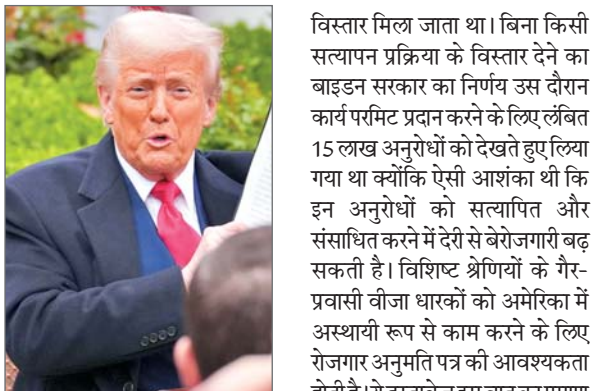 विस्तार मिला जाता था। बिना किसी
सत्यापन प्रक्रिया के विस्तार देने का
बाइडन सरकार का निर्णय उस दौरान
कार्य परमिट प्रदान करने के लिए लंबित
15 लाख अनुरोधों को देखते हुए लिया
गया था क्योंकि ऐसी आशंका थी कि
इन अनुरोधों को सत्यापित और
संसाधित करने में देरी से बेरोजगारी बढ़
सकती है। विशिष्ट श्रेणियों के गैर-
प्रवासी वीजा धारकों को अमेरिका में
अस्थायी रूप से काम करने के लिए
रोजगार अनुमति पत्र की आवश्यकता